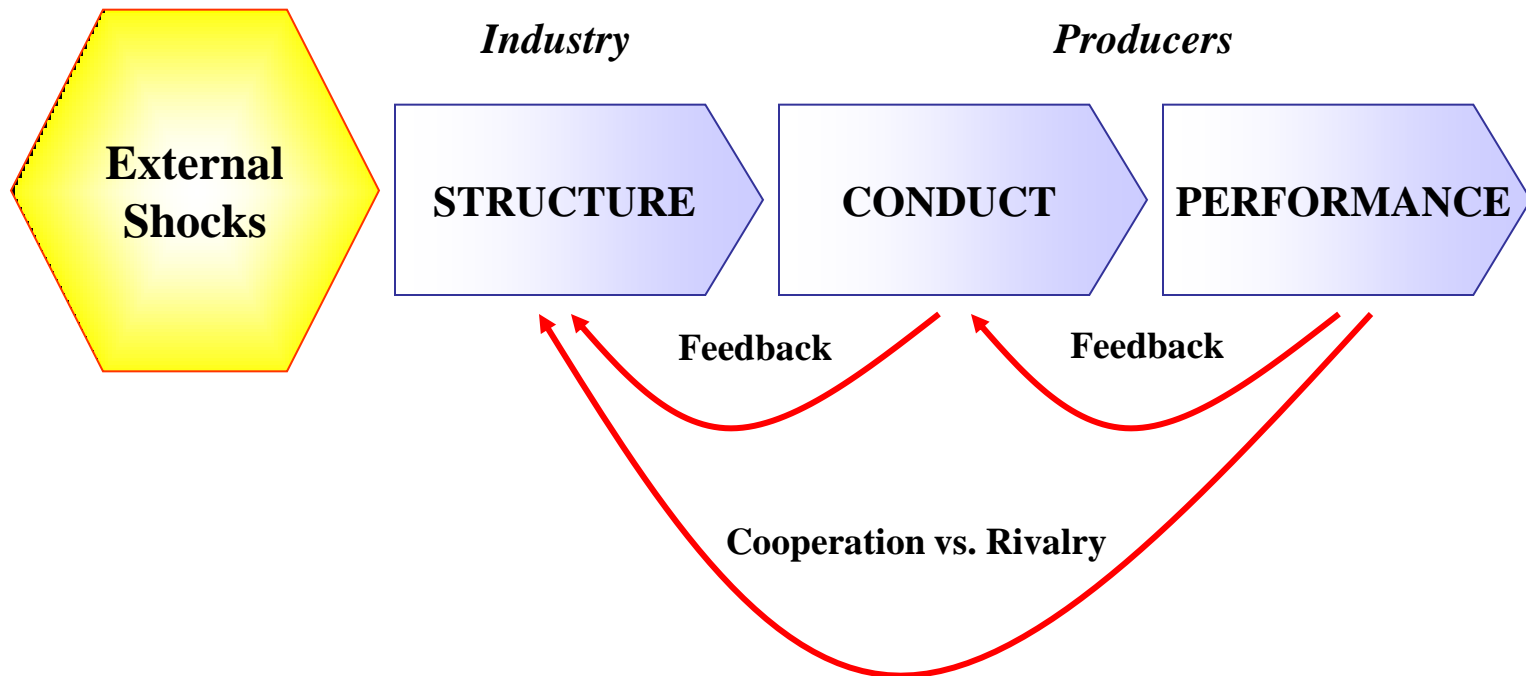 Industry
Producers
External
Shocks
STRUCTURE
CONDUCT
PERFORMANCE
Feedback
Feedback
Cooperation vs. Rivalry